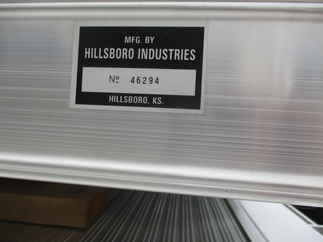 MFG. BY
HILLSBORO INDUSTRIES
No 46294
HILLSBORO, KS.